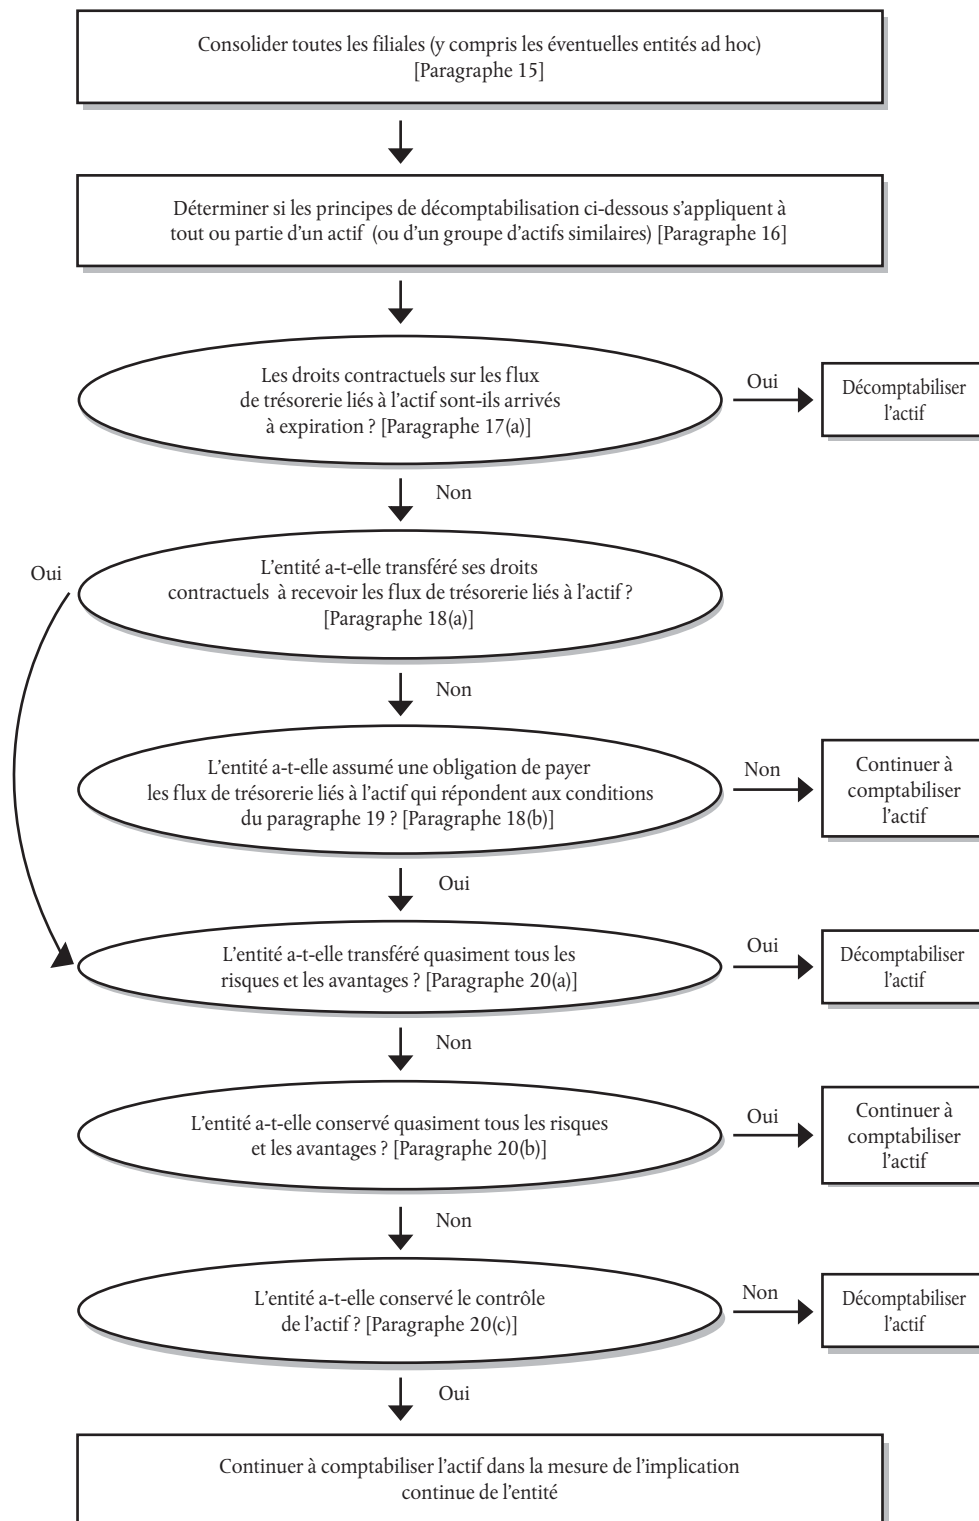 Consolider toutes les filiales (y compris les éventuelles entités ad hoc)
[Paragraphe 15]
Déterminer si les principes de décomptabilisation ci-dessous s'appliquent à
tout ou partie d'un actif (ou d'un groupe d'actifs similaires) [Paragraphe 16]
Les droits contractuels sur les flux
de trésorerie liés à l'actif sont-ils arrivés
à expiration ? [Paragraphe 17(a)]
Oui
Décomptabiliser
l'actif
Non
Oui
L'entité a-t-elle transféré ses droits
contractuels à recevoir les flux de trésorerie liés à l'actif ?
[Paragraphe 18(a)]
Non
L'entité a-t-elle assumé une obligation de payer
les flux de trésorerie liés à l'actif qui répondent aux conditions
du paragraphe 19 ? [Paragraphe 18(b)]
Non
Continuer à
comptabiliser
l'actif
Oui
L'entité a-t-elle transféré quasiment tous les
risques et les avantages ? [Paragraphe 20(a)]
Oui
Décomptabiliser
l'actif
Non
L'entité a-t-elle conservé quasiment tous les risques
et les avantages ? [Paragraphe 20(b)]
Oui
Continuer à
comptabiliser
l'actif
Non
L'entité a-t-elle conservé le contrôle
de l'actif ? [Paragraphe 20(c)]
Non
Décomptabiliser
l'actif
Oui
Continuer à comptabiliser l'actif dans la mesure de l'implication
continue de l'entité